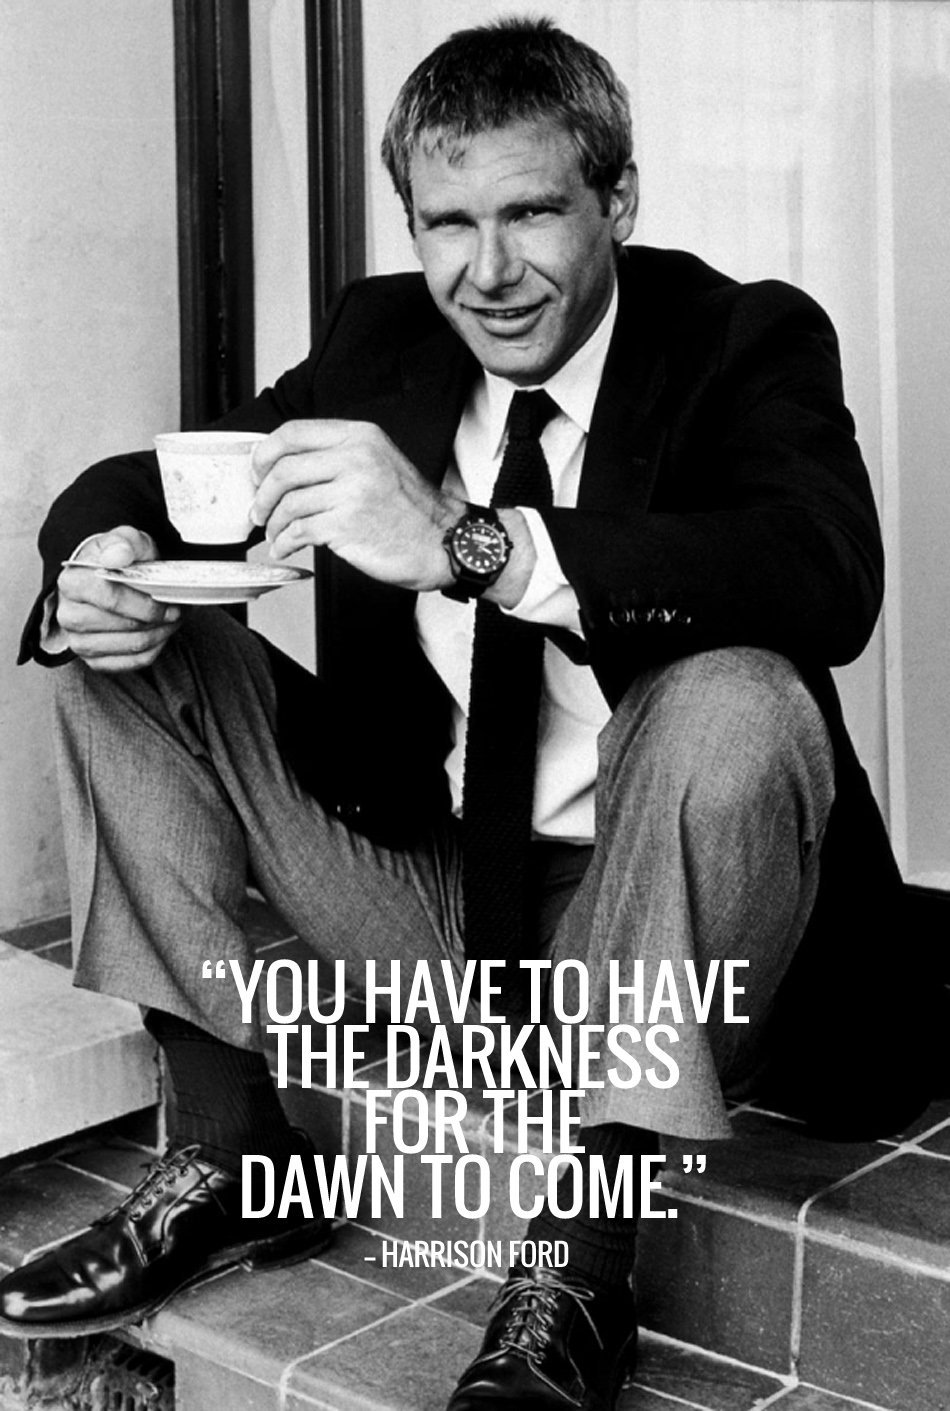 “YOU HAVE TO HAVE
THE DARKNESS
FOR THE
DAWN TO COME.”
– HARRISON FORD